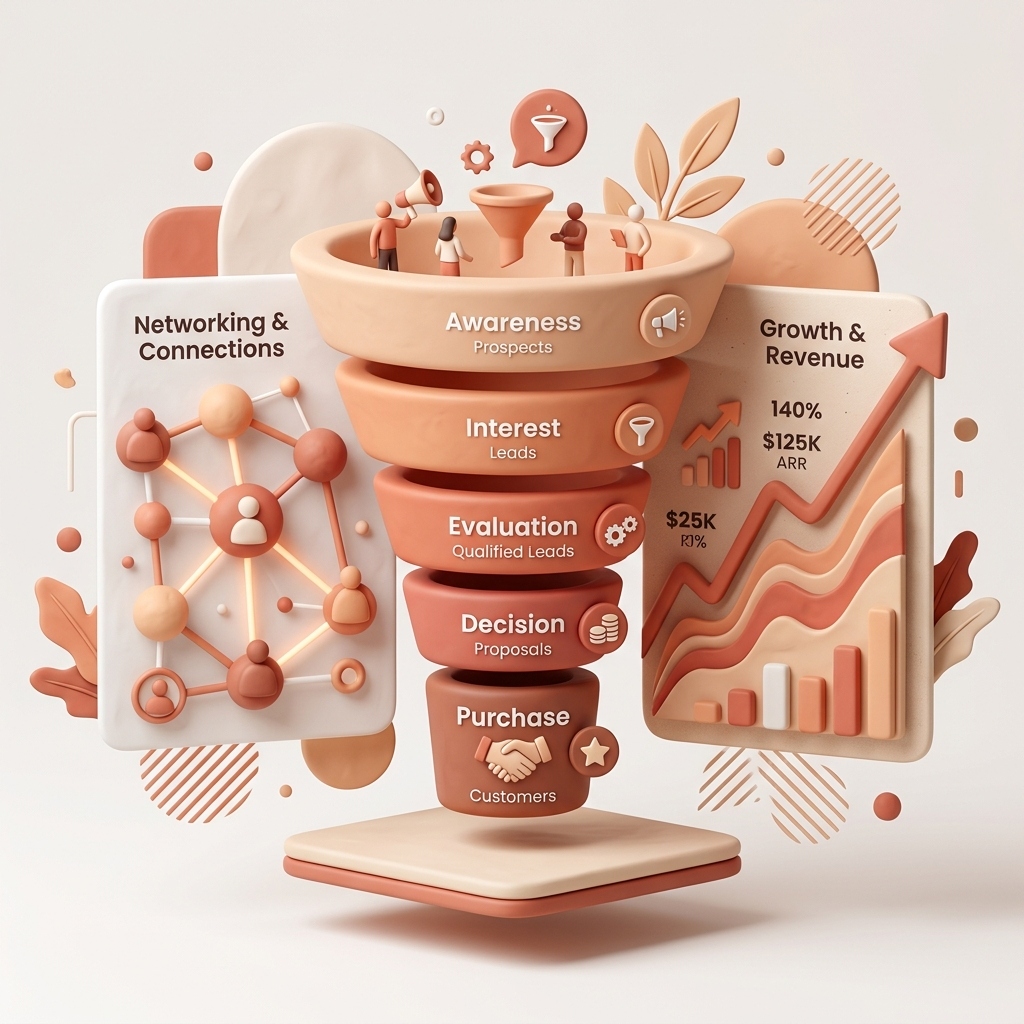 Networking &
Connections
Awareness
Prospects
Interest
Leads
Evaluation
Qualified Leads
Decision
Proposals
Purchase
Customers
Growth &
Revenue
140%
$125K
ARR
$25K